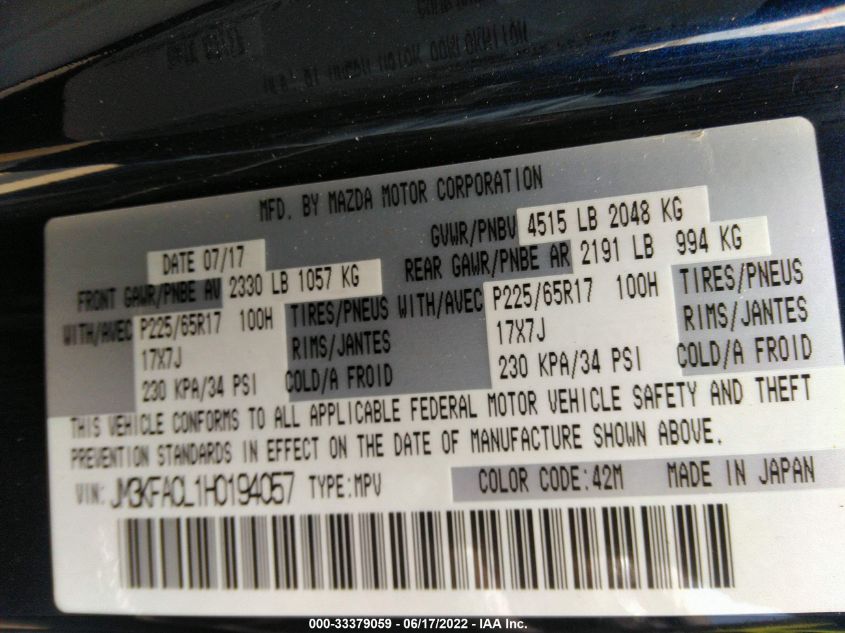 MFD. BY MAZDA MOTOR CORPORATION
DATE 07/17 GVWR/PNBV 4515 LB 2048 KG
FRONT GAWR/PNBE AV 2330 LB 1057 KG REAR GAWR/PNBE AR 2191 LB 994 KG
WITH/AVEC P225/65R17 100H TIRES/PNEUS WITH/AVEC P225/65R17 100H TIRES/PNEUS
17X7J RIMS/JANTES 17X7J RIMS/JANTES
230 KPA/34 PSI COLD/A FROID 230 KPA/34 PSI COLD/A FROID
THIS VEHICLE CONFORMS TO ALL APPLICABLE FEDERAL MOTOR VEHICLE SAFETY AND THEFT
PREVENTION STANDARDS IN EFFECT ON THE DATE OF MANUFACTURE SHOWN ABOVE.
VIN: JM3KFACL1H0194057 TYPE:MPV COLOR CODE:42M MADE IN JAPAN
000-33379059 - 06/17/2022 - IAA Inc.